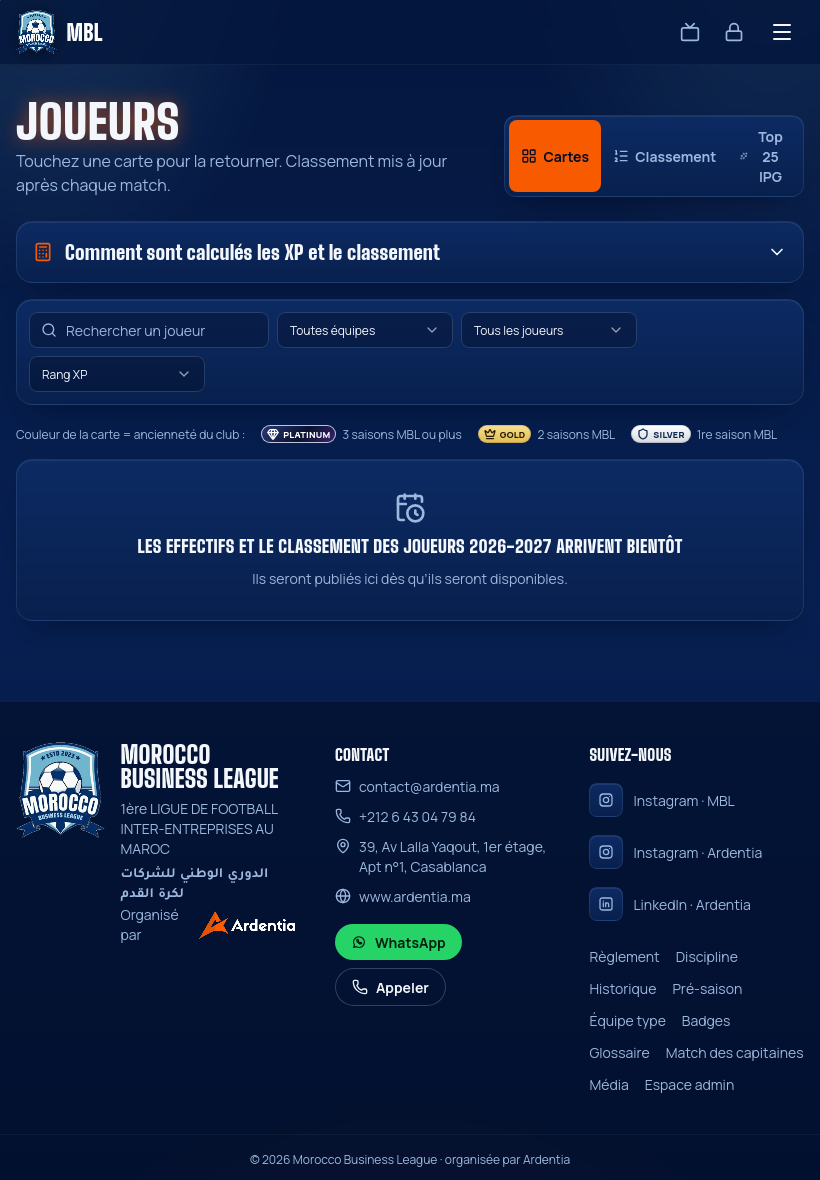 MOROCCO
MBL
JOUEURS
Touchez une carte pour la retourner. Classement mis à jour
après chaque match.
Cartes
Classement
Top
25
IPG
Comment sont calculés les XP et le classement
Rechercher un joueur
Toutes équipes
Tous les joueurs
Rang XP
Couleur de la carte = ancienneté du club :
PLATINUM
3 saisons MBL ou plus
GOLD
2 saisons MBL
SILVER
1re saison MBL
LES EFFECTIFS ET LE CLASSEMENT DES JOUEURS 2026-2027 ARRIVENT BIENTÔT
Ils seront publiés ici dès qu'ils seront disponibles.
ESTD 2023
MOROCCO
BUSINESS LEAGUE
MOROCCO
BUSINESS LEAGUE
1ère LIGUE DE FOOTBALL
INTER-ENTREPRISES AU
MAROC
الدوري الوطني للشركات
لكرة القدم
Organisé
par
Ardentia
CONTACT
contact@ardentia.ma
+212 6 43 04 79 84
39, Av Lalla Yaqout, 1er étage,
Apt n°1, Casablanca
www.ardentia.ma
WhatsApp
Appeler
SUIVEZ-NOUS
Instagram · MBL
Instagram · Ardentia
LinkedIn · Ardentia
Règlement Discipline
Historique Pré-saison
Équipe type Badges
Glossaire Match des capitaines
Média Espace admin
© 2026 Morocco Business League · organisée par Ardentia